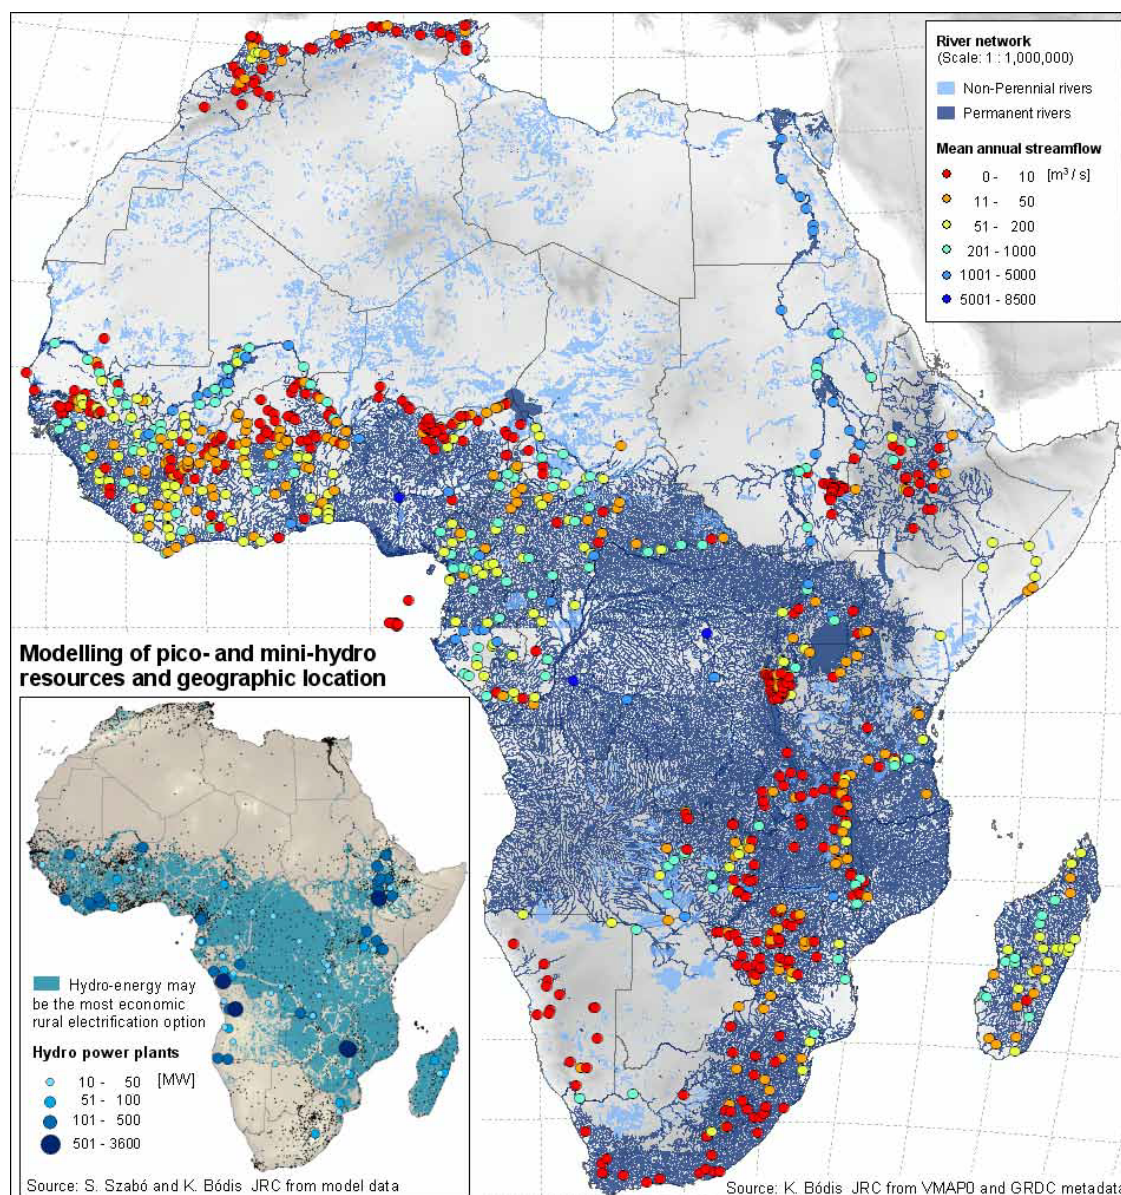 River network
(Scale: 1 : 1,000,000)
Non-Perennial rivers
Permanent rivers
Mean annual streamflow
0 - 10 [m³ / s]
11 - 50
51 - 200
201 - 1000
1001 - 5000
5001 - 8500
Modelling of pico- and mini-hydro
resources and geographic location
Hydro-energy may
be the most economic
rural electrification option
Hydro power plants
10 - 50 [MW]
51 - 100
101 - 500
501 - 3600
Source: S. Szabó and K. Bódis JRC from model data
Source: K. Bódis JRC from VMAP0 and GRDC metadata